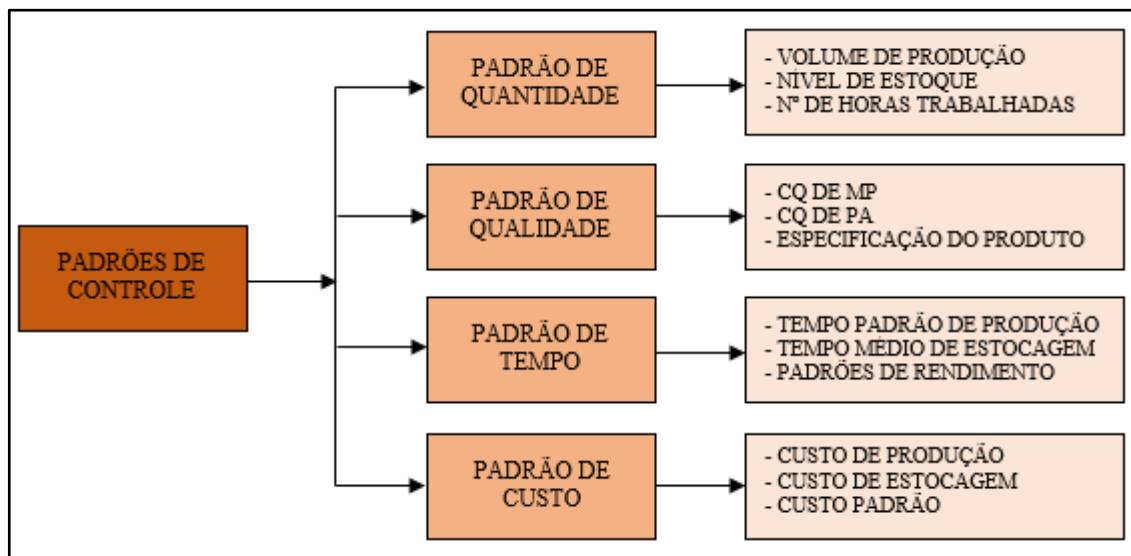 PADRÕES DE
CONTROLE
PADRÃO DE
QUANTIDADE
- VOLUME DE PRODUÇÃO
- NÍVEL DE ESTOQUE
- Nº DE HORAS TRABALHADAS
PADRÃO DE
QUALIDADE
- CQ DE MP
- CQ DE PA
- ESPECIFICAÇÃO DO PRODUTO
PADRÃO DE
TEMPO
- TEMPO PADRÃO DE PRODUÇÃO
- TEMPO MÉDIO DE ESTOCAGEM
- PADRÕES DE RENDIMENTO
PADRÃO DE
CUSTO
- CUSTO DE PRODUÇÃO
- CUSTO DE ESTOCAGEM
- CUSTO PADRÃO